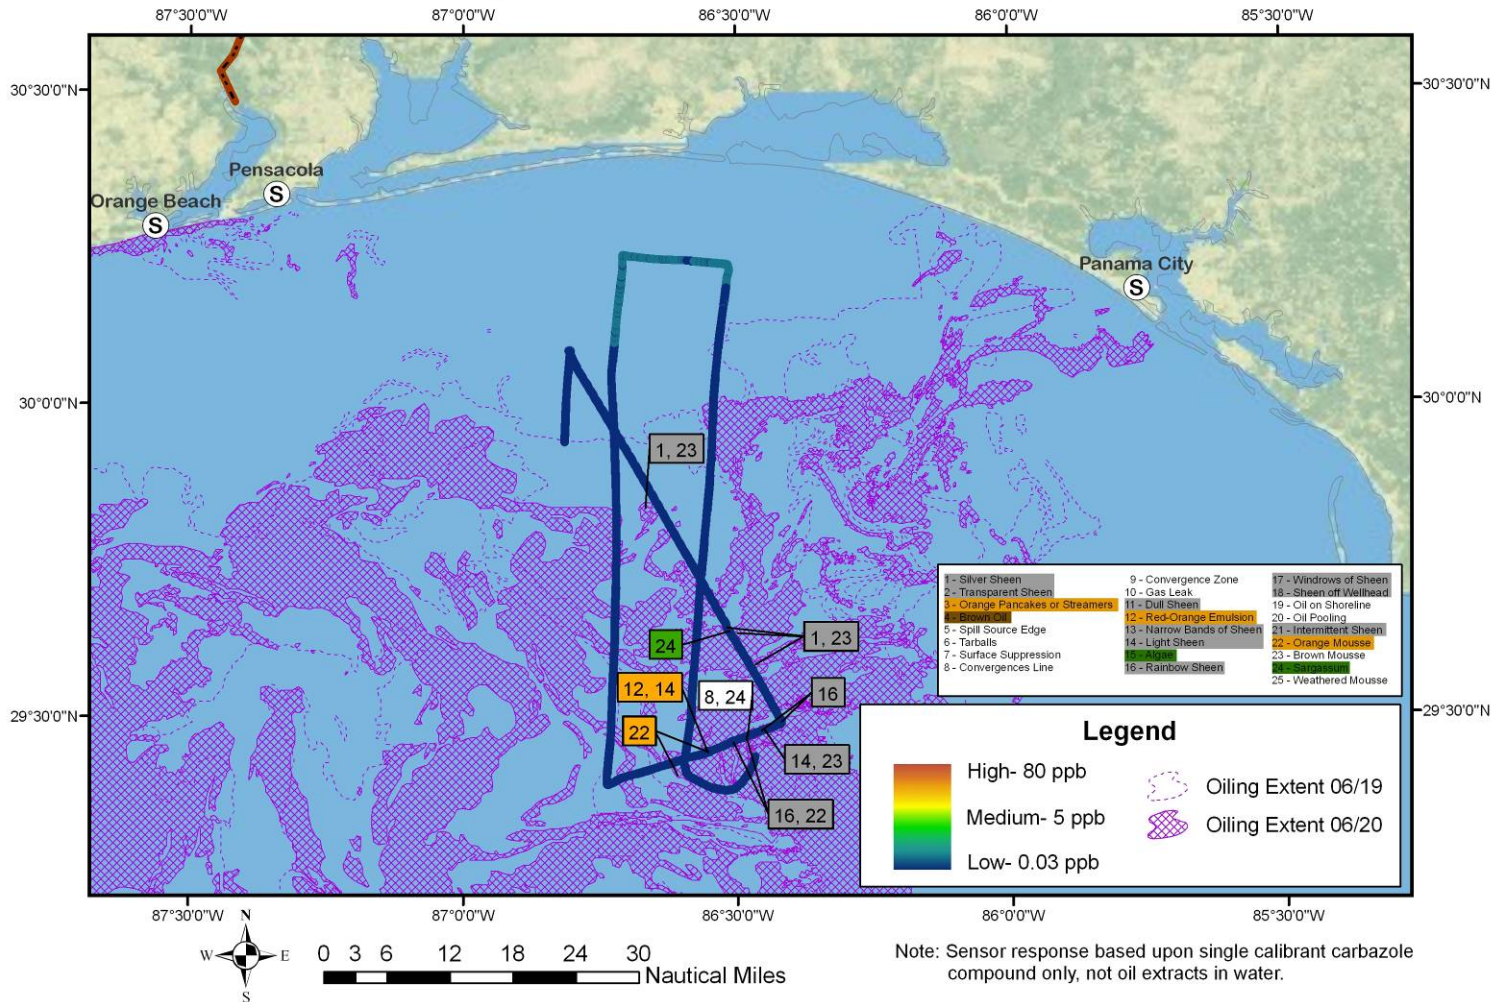 87°30'0"W 87°0'0"W 86°30'0"W 86°0'0"W 85°30'0"W
30°30'0"N 30°30'0"N
Pensacola
S
Orange Beach
S
Panama City
S
30°0'0"N 30°0'0"N
1, 23
24
1, 23
12, 14
8, 24
16
22
14, 23
16, 22
29°30'0"N 29°30'0"N
1 - Silver Sheen
2 - Transparent Sheen
3 - Orange Pancakes or Streamers
4 - Brown Oil
5 - Spill Source Edge
6 - Tarballs
7 - Surface Suppression
8 - Convergences Line
9 - Convergence Zone
10 - Gas Leak
11 - Dull Sheen
12 - Red-Orange Emulsion
13 - Narrow Bands of Sheen
14 - Light Sheen
15 - Algae
16 - Rainbow Sheen
17 - Windrows of Sheen
18 - Sheen off Wellhead
19 - Oil on Shoreline
20 - Oil Pooling
21 - Intermittent Sheen
22 - Orange Mousse
23 - Brown Mousse
24 - Sargassum
25 - Weathered Mousse
Legend
High- 80 ppb
Medium- 5 ppb
Low- 0.03 ppb
Oiling Extent 06/19
Oiling Extent 06/20
87°30'0"W 87°0'0"W 86°30'0"W 86°0'0"W 85°30'0"W
N
W E
S
0 3 6 12 18 24 30
Nautical Miles
Note: Sensor response based upon single calibrant carbazole
compound only, not oil extracts in water.